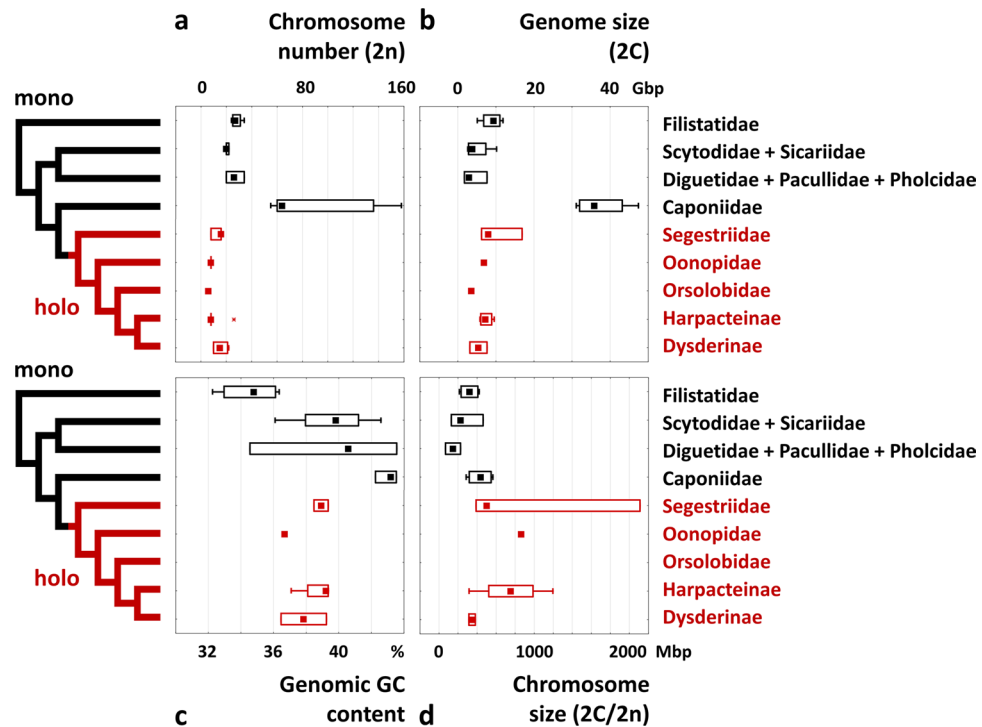 a Chromosome number (2n)
b Genome size (2C)
0 80 160
0 20 40 Gbp
mono
Filistatidae
Scytodidae + Sicariidae
Diguetidae + Pacullidae + Pholcidae
Caponiidae
Segestriidae
Oonopidae
Orsolobidae
holo
Harpacteinae
Dysderinae
mono
Filistatidae
Scytodidae + Sicariidae
Diguetidae + Pacullidae + Pholcidae
Caponiidae
Segestriidae
Oonopidae
Orsolobidae
holo
Harpacteinae
Dysderinae
32 36 40 %
0 1000 2000 Mbp
Genomic GC
content
c
Chromosome
size (2C/2n)
d